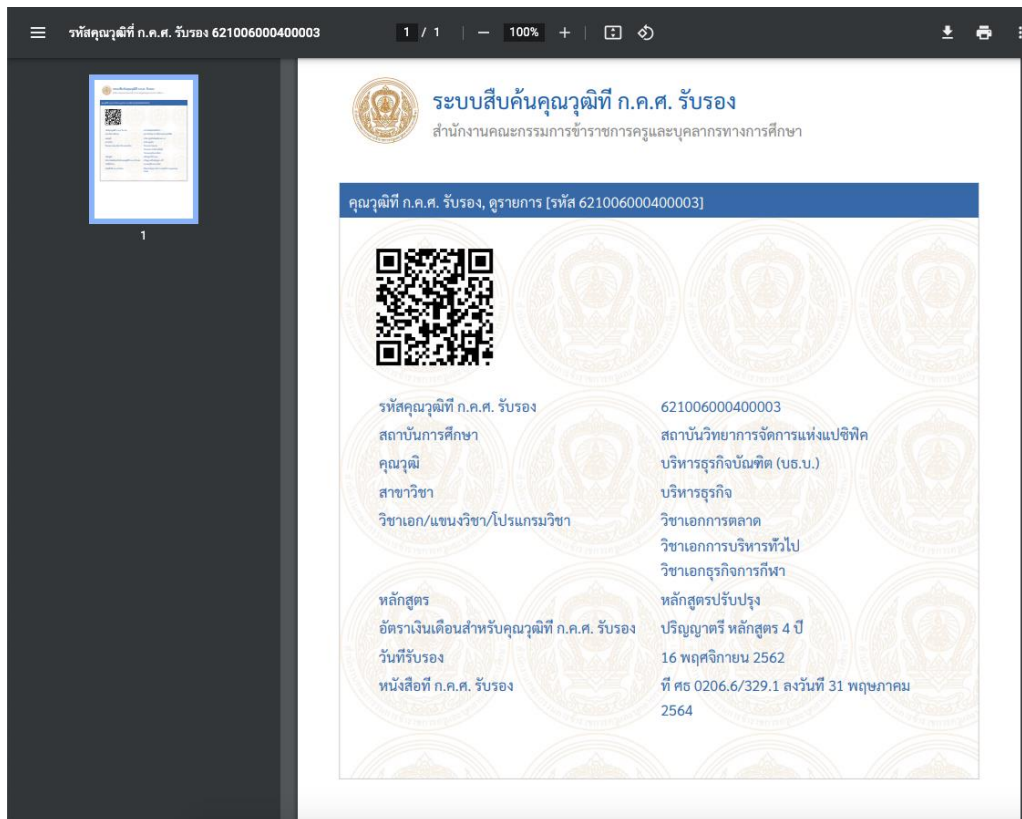 รหัสคุณวุฒิที่ ก.ค.ศ. รับรอง 621006000400003
1 / 1
100%
1
ระบบสืบค้นคุณวุฒิที่ ก.ค.ศ. รับรอง
สำนักงานคณะกรรมการข้าราชการครูและบุคลากรทางการศึกษา
คุณวุฒิที่ ก.ค.ศ. รับรอง, ดูรายการ [รหัส 621006000400003]
รหัสคุณวุฒิที่ ก.ค.ศ. รับรอง 621006000400003
สถาบันการศึกษา สถาบันวิทยาการจัดการแห่งแปซิฟิค
คุณวุฒิ บริหารธุรกิจบัณฑิต (บธ.บ.)
สาขาวิชา บริหารธุรกิจ
วิชาเอก/แขนงวิชา/โปรแกรมวิชา วิชาเอกการตลาด
วิชาเอกการบริหารทั่วไป
วิชาเอกธุรกิจการกีฬา
หลักสูตร หลักสูตรปรับปรุง
อัตราเงินเดือนสำหรับคุณวุฒิที่ ก.ค.ศ. รับรอง ปริญญาตรี หลักสูตร 4 ปี
วันที่รับรอง 16 พฤศจิกายน 2562
หนังสือที่ ก.ค.ศ. รับรอง ที่ ศธ 0206.6/329.1 ลงวันที่ 31 พฤษภาคม
2564